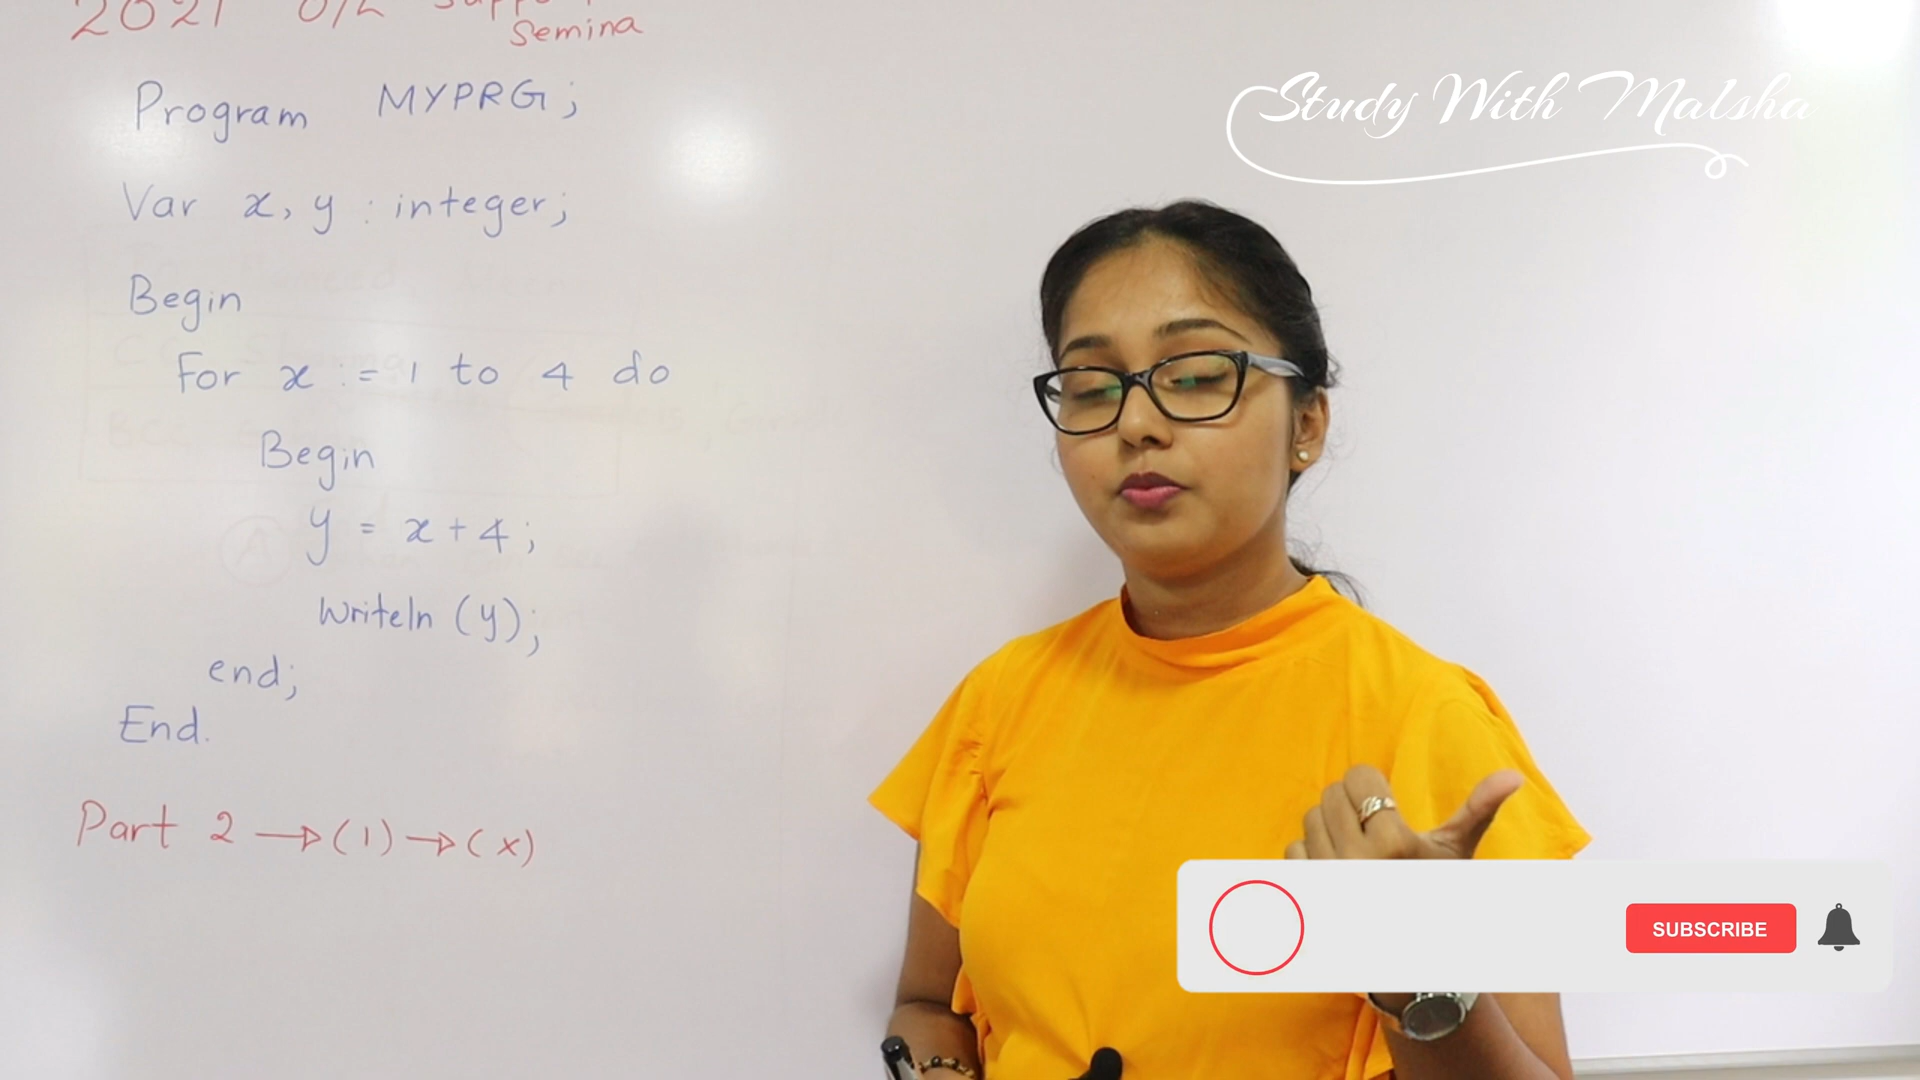 2021 O/L
Semina
Program MYPRG;
Var x, y : integer;
Begin
For x := 1 to 4 do
Begin
y = x + 4;
Writeln (y);
end;
End.
Part 2 → (1) → (x)
Study With Malsha
SUBSCRIBE